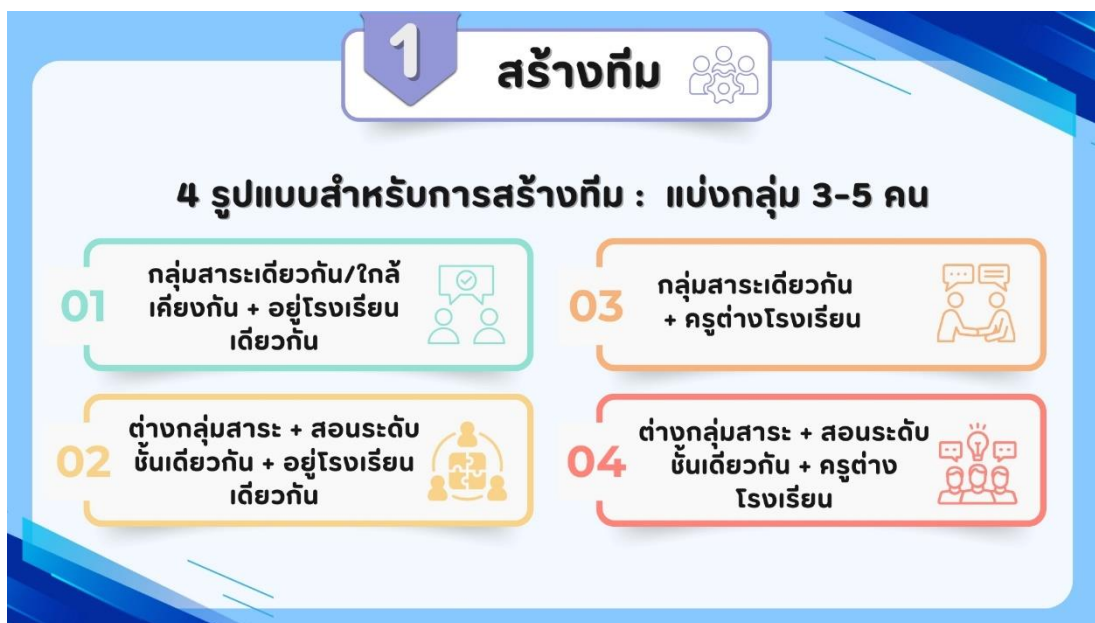 1
สร้างทีม
4 รูปแบบสำหรับการสร้างทีม : แบ่งกลุ่ม 3-5 คน
01
กลุ่มสาระเดียวกัน/ใกล้
เคียงกัน + อยู่โรงเรียน
เดียวกัน
02
ต่างกลุ่มสาระ + สอนระดับ
ชั้นเดียวกัน + อยู่โรงเรียน
เดียวกัน
03
กลุ่มสาระเดียวกัน
+ ครูต่างโรงเรียน
04
ต่างกลุ่มสาระ + สอนระดับ
ชั้นเดียวกัน + ครูต่าง
โรงเรียน